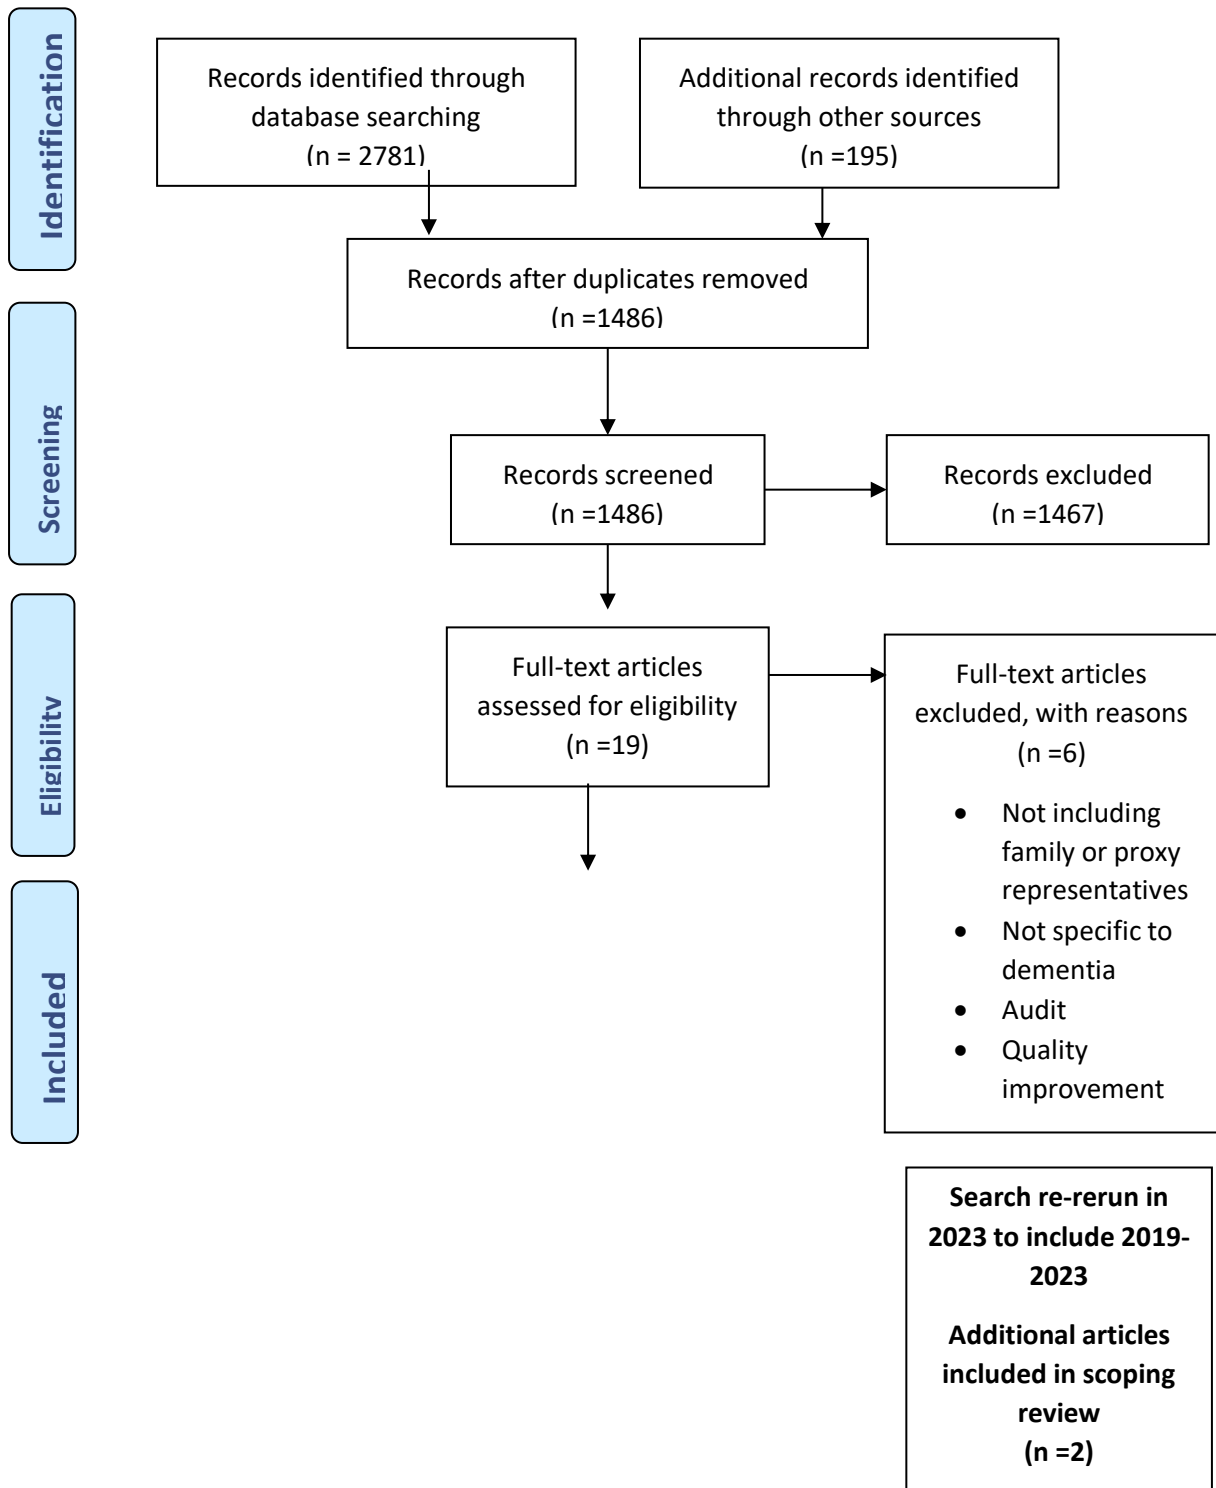 Identification
Records identified through
database searching
(n = 2781)
Additional records identified
through other sources
(n =195)
Records after duplicates removed
(n =1486)
Screening
Records screened
(n =1486)
Records excluded
(n =1467)
Eligibility
Full-text articles
assessed for eligibility
(n =19)
Full-text articles
excluded, with reasons
(n =6)
• Not including
family or proxy
representatives
• Not specific to
dementia
• Audit
• Quality
improvement
Included
Search re-rerun in
2023 to include 2019-
2023
Additional articles
included in scoping
review
(n =2)